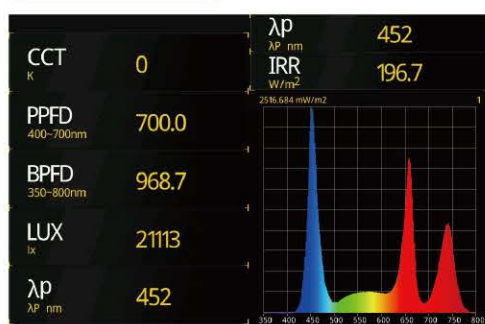 CCT
K
0
PPFD
400~700nm
700.0
BPFD
350~800nm
968.7
LUX
lx
21113
λp
λP nm
452
λp
λP nm
452
IRR
W/m²
196.7
2516.684 mW/m2
1
350 400 450 500 550 600 650 700 750 800